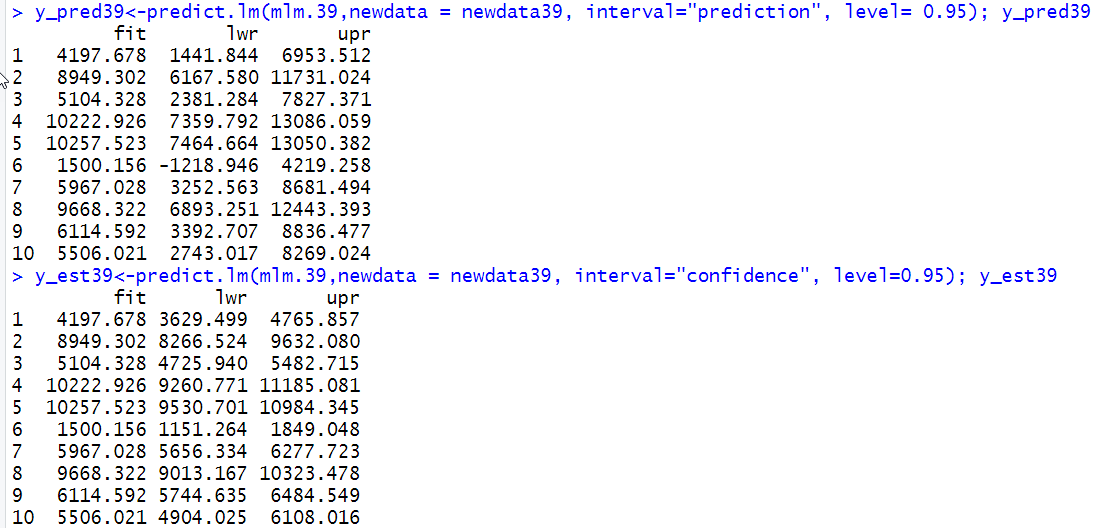 > y_pred39<-predict.lm(mlm.39,newdata = newdata39, interval="prediction", level= 0.95); y_pred39
         fit       lwr       upr
1   4197.678  1441.844  6953.512
2   8949.302  6167.580 11731.024
3   5104.328  2381.284  7827.371
4  10222.926  7359.792 13086.059
5  10257.523  7464.664 13050.382
6   1500.156 -1218.946  4219.258
7   5967.028  3252.563  8681.494
8   9668.322  6893.251 12443.393
9   6114.592  3392.707  8836.477
10  5506.021  2743.017  8269.024
> y_est39<-predict.lm(mlm.39,newdata = newdata39, interval="confidence", level=0.95); y_est39
         fit      lwr       upr
1   4197.678 3629.499  4765.857
2   8949.302 8266.524  9632.080
3   5104.328 4725.940  5482.715
4  10222.926 9260.771 11185.081
5  10257.523 9530.701 10984.345
6   1500.156 1151.264  1849.048
7   5967.028 5656.334  6277.723
8   9668.322 9013.167 10323.478
9   6114.592 5744.635  6484.549
10  5506.021 4904.025  6108.016